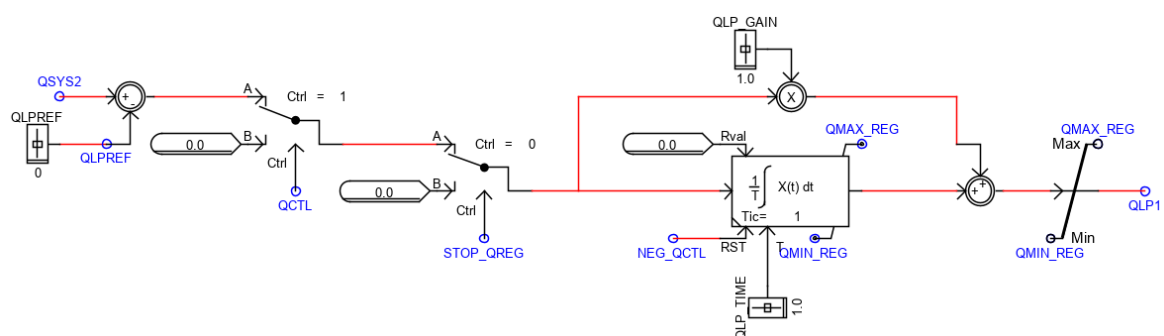 QLP_GAIN
1.0
QSYS2
QLPREF
0
QLPREF
+
-
A
Ctrl = 1
B
0.0
Ctrl
QCTL
A
Ctrl = 0
B
0.0
Ctrl
STOP_QREG
X
0.0
Rval
QMAX_REG
1
T
X(t) dt
Tic= 1
NEG_QCTL
RST
T
QMIN_REG
QLP_TIME
1.0
+
+
QMAX_REG
Max
Min
QMIN_REG
QLP1